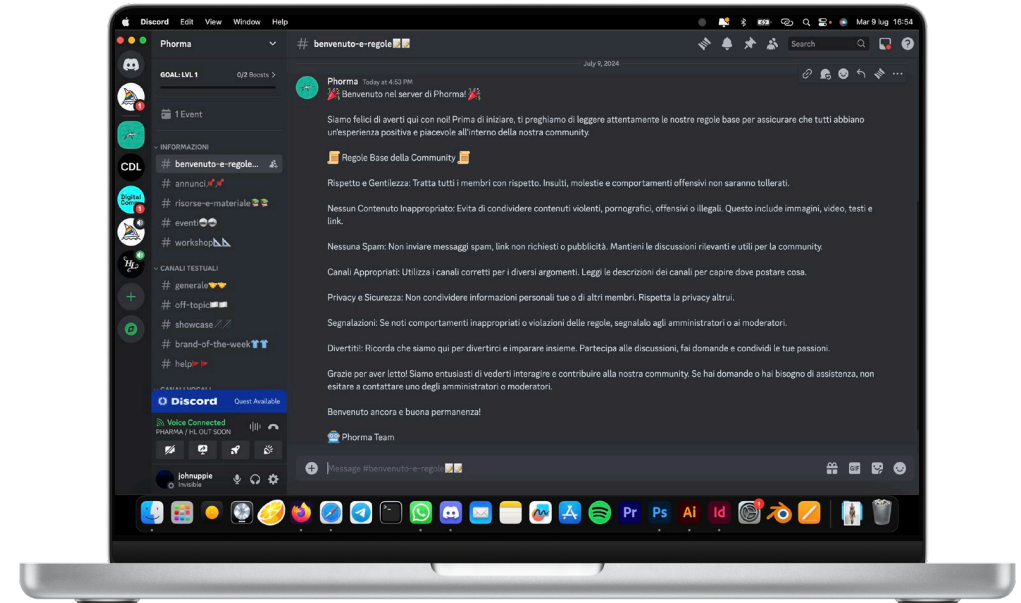 Discord Edit View Window Help
Mar 9 lug 16:54
Phorma
# benvenuto-e-regole
Search
GOAL: LVL 1 0/2 Boosts >
1 Event
INFORMAZIONI
# benvenuto-e-regole...
# annunci
# risorse-e-materiale
# eventi
# workshop
CANALI TESTUALI
# generale
# off-topic
# showcase
# brand-of-the-week
# help
CANALI VOCALI
Discord Quest Available
Voice Connected
PHARMA / HL OUT SOON
johnuppie
Invisible
CDL
Digital
HL
July 9, 2024
Phorma Today at 4:53 PM
Benvenuto nel server di Phorma!
Siamo felici di averti qui con noi! Prima di iniziare, ti preghiamo di leggere attentamente le nostre regole base per assicurare che tutti abbiano
un'esperienza positiva e piacevole all'interno della nostra community.
Regole Base della Community
Rispetto e Gentilezza: Tratta tutti i membri con rispetto. Insulti, molestie e comportamenti offensivi non saranno tollerati.
Nessun Contenuto Inappropriato: Evita di condividere contenuti violenti, pornografici, offensivi o illegali. Questo include immagini, video, testi e
link.
Nessuna Spam: Non inviare messaggi spam, link non richiesti o pubblicità. Mantieni le discussioni rilevanti e utili per la community.
Canali Appropriati: Utilizza i canali corretti per i diversi argomenti. Leggi le descrizioni dei canali per capire dove postare cosa.
Privacy e Sicurezza: Non condividere informazioni personali tue o di altri membri. Rispetta la privacy altrui.
Segnalazioni: Se noti comportamenti inappropriati o violazioni delle regole, segnalalo agli amministratori o ai moderatori.
Divertiti!: Ricorda che siamo qui per divertirci e imparare insieme. Partecipa alle discussioni, fai domande e condividi le tue passioni.
Grazie per aver letto! Siamo entusiasti di vederti interagire e contribuire alla nostra community. Se hai domande o hai bisogno di assistenza, non
esitare a contattare uno degli amministratori o moderatori.
Benvenuto ancora e buona permanenza!
Phorma Team
Message #benvenuto-e-regole
GIF
Pr Ps Ai Id